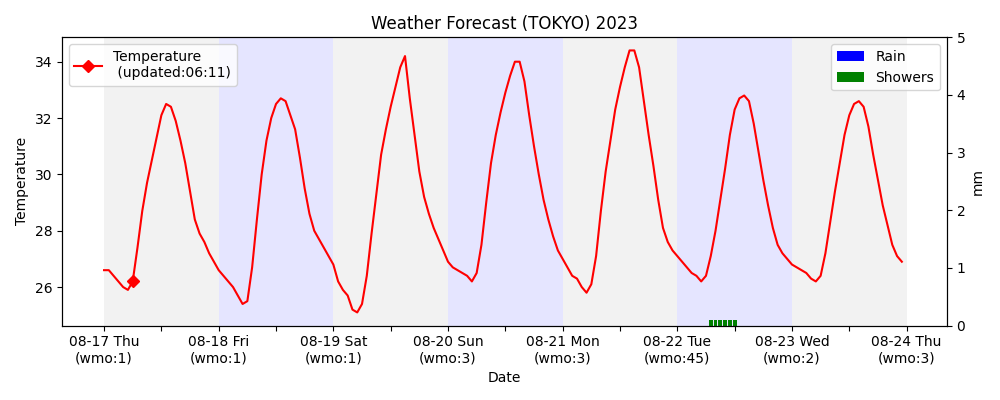 Weather Forecast (TOKYO) 2023
Temperature
(updated:06:11)
Rain
Showers
34
32
30
28
26
Temperature
5
4
3
2
1
0
mm
08-17 Thu
(wmo:1)
08-18 Fri
(wmo:1)
08-19 Sat
(wmo:1)
08-20 Sun
(wmo:3)
08-21 Mon
(wmo:3)
08-22 Tue
(wmo:45)
08-23 Wed
(wmo:2)
08-24 Thu
(wmo:3)
Date